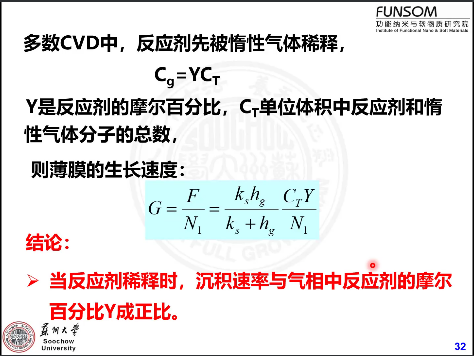 FUNSOM
功能纳米与软物质研究院
Institute of Functional Nano & Soft Materials
多数CVD中，反应剂先被惰性气体稀释，
C_g=YC_T
Y是反应剂的摩尔百分比，C_T单位体积中反应剂和惰
性气体分子的总数，
则薄膜的生长速度：
G = F/N_1 = k_s h_g/(k_s + h_g) C_T Y/N_1
结论：
➢ 当反应剂稀释时，沉积速率与气相中反应剂的摩尔
百分比Y成正比。
蘇州大學
Soochow
University
32